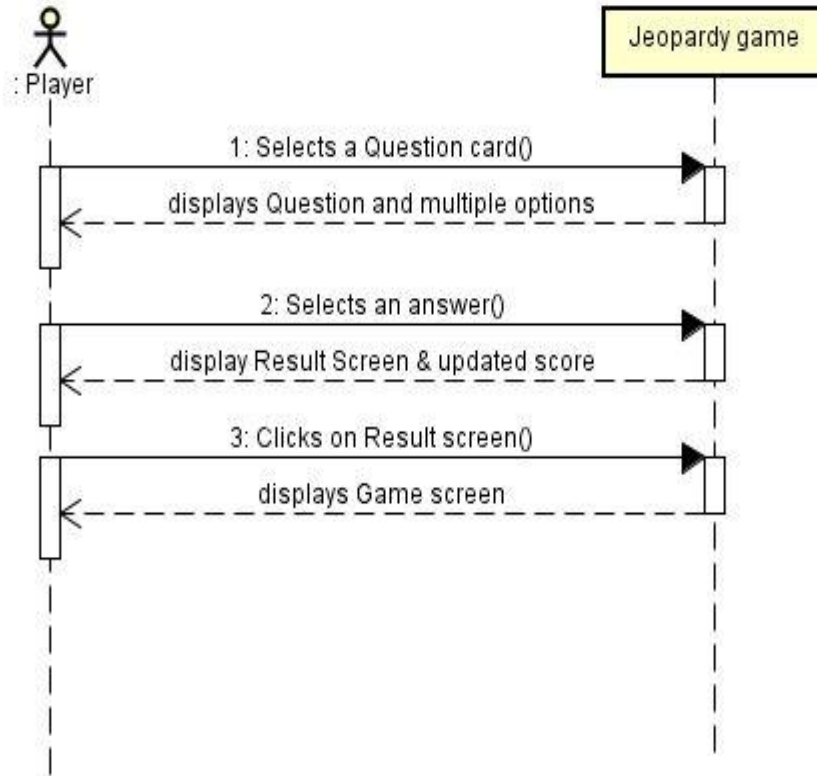 : Player
Jeopardy game
1: Selects a Question card()
displays Question and multiple options
2: Selects an answer()
display Result Screen & updated score
3: Clicks on Result screen()
displays Game screen